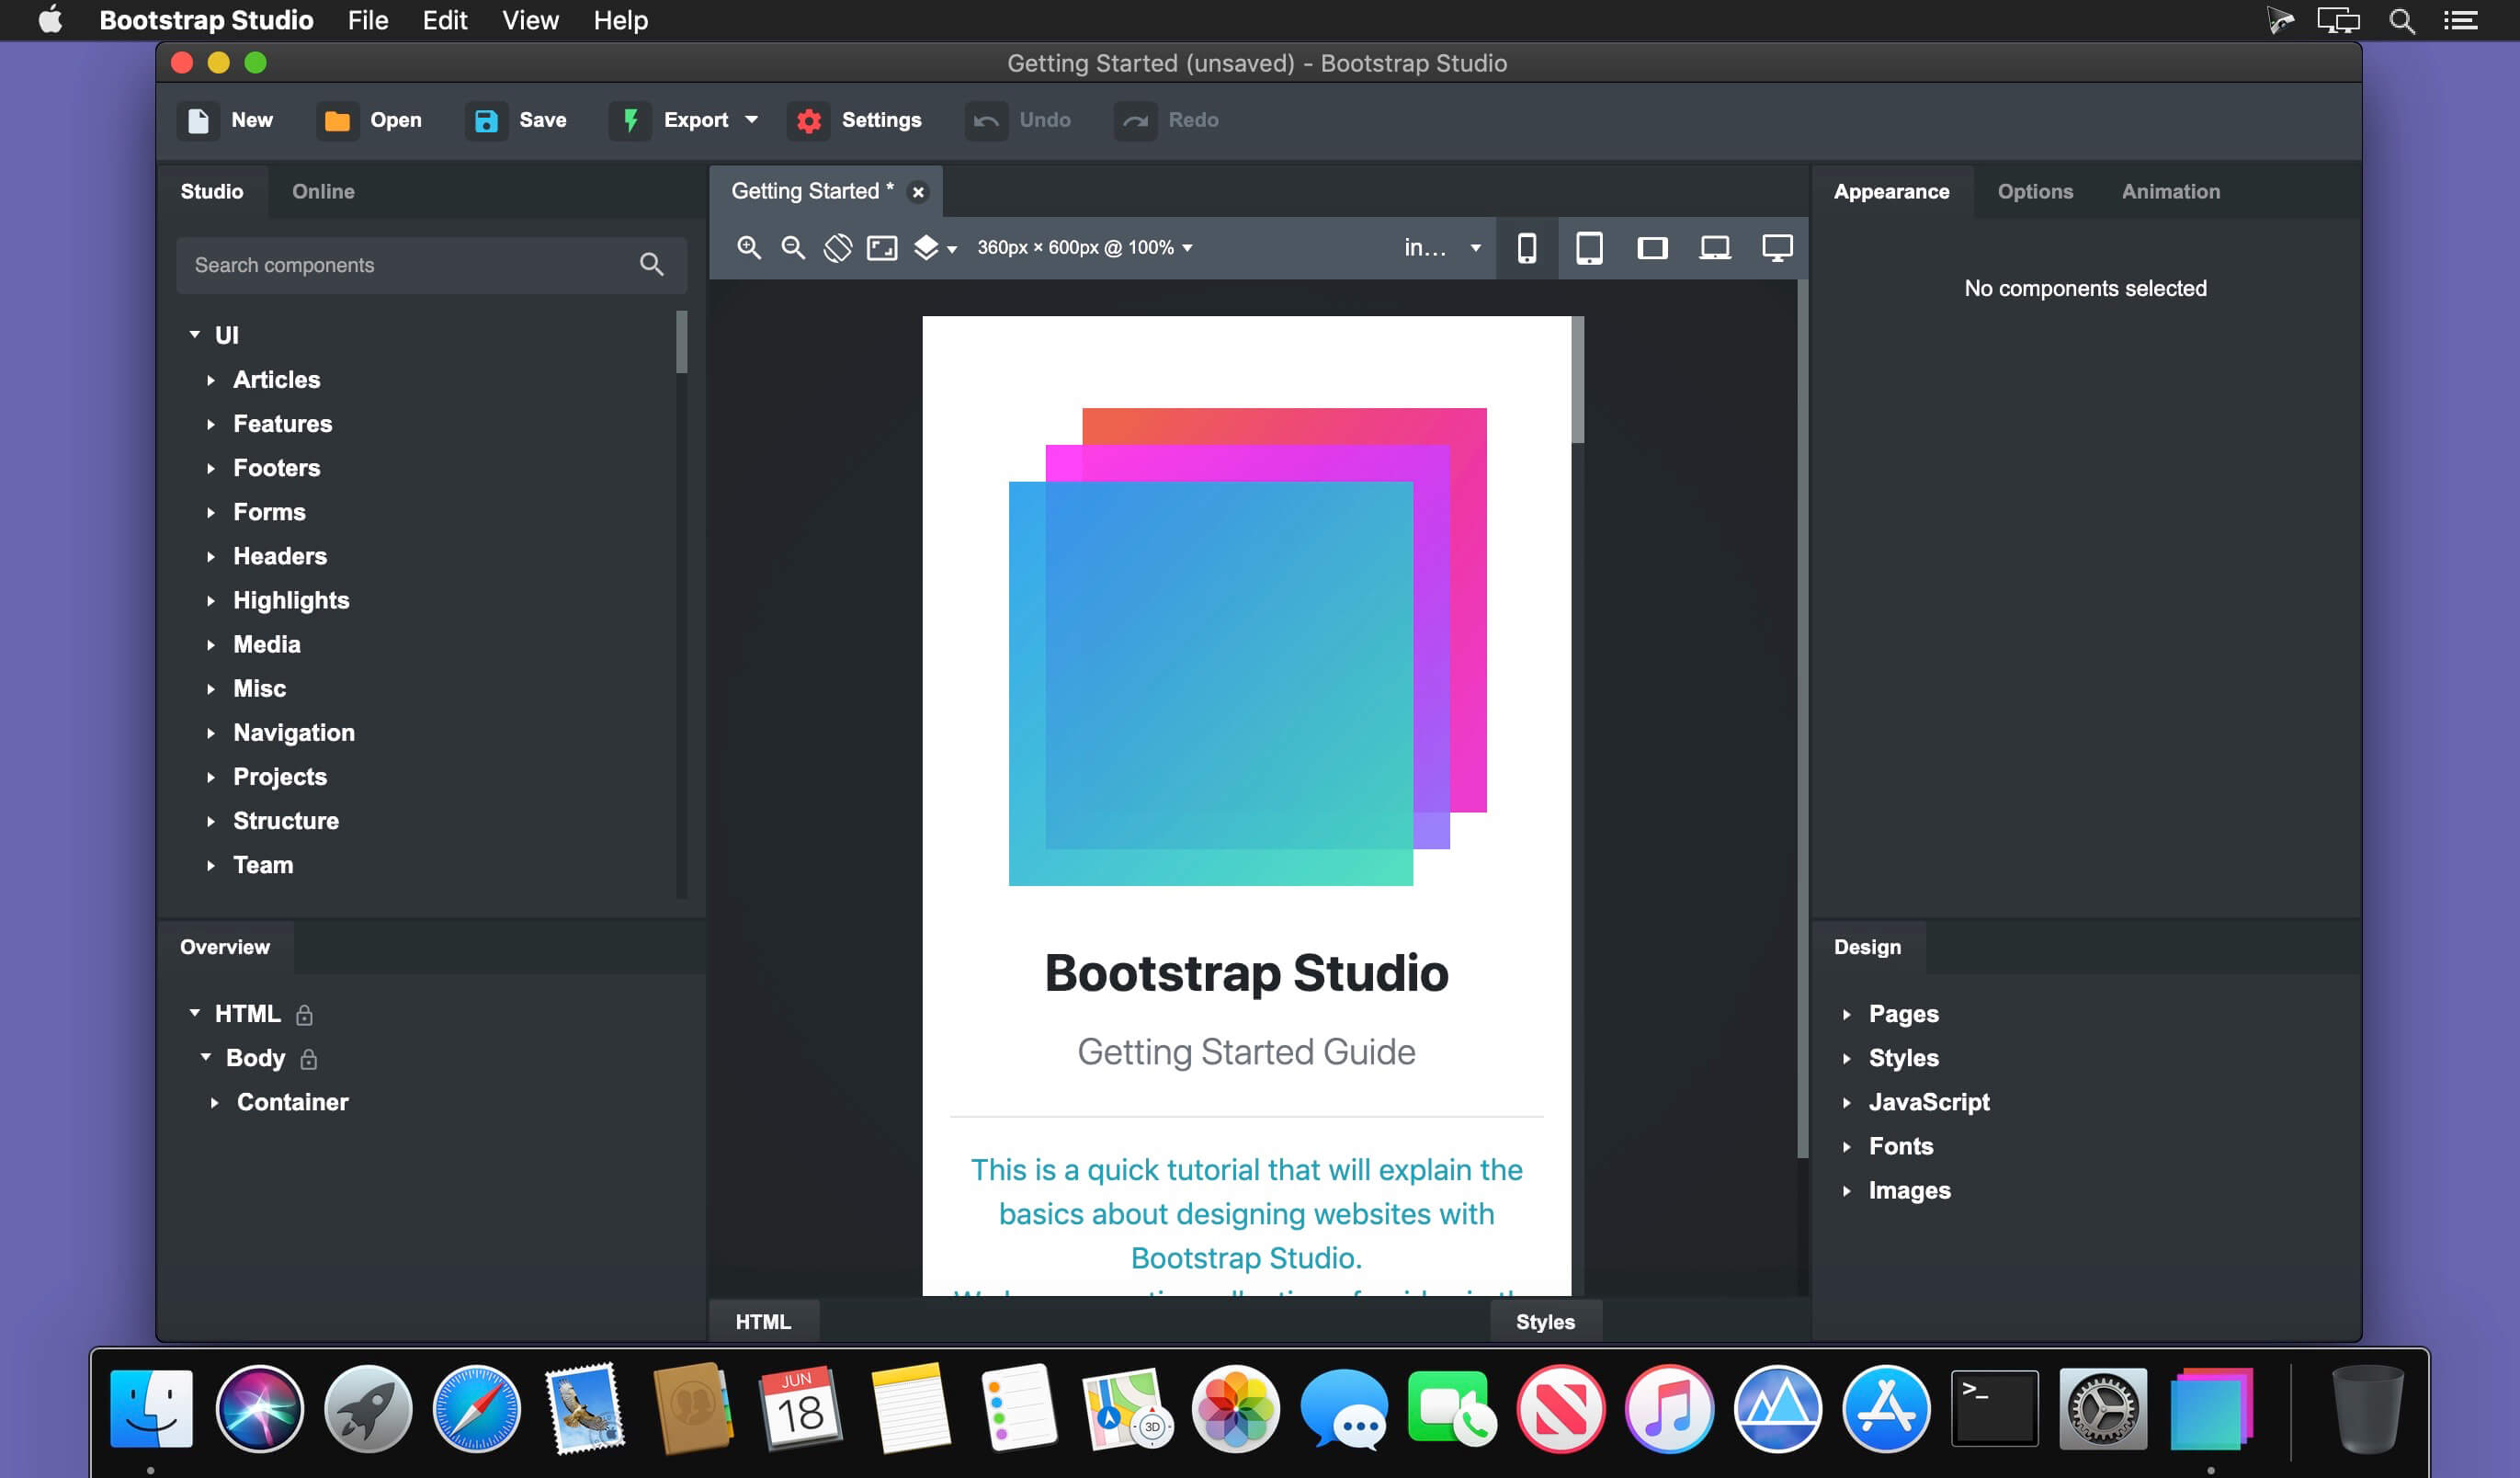 Bootstrap Studio File Edit View Help
Getting Started (unsaved) - Bootstrap Studio
New Open Save Export Settings Undo Redo
Studio Online
Search components
UI
Articles
Features
Footers
Forms
Headers
Highlights
Media
Misc
Navigation
Projects
Structure
Team
Overview
HTML
Body
Container
Getting Started *
360px × 600px @ 100%
in...
Bootstrap Studio
Getting Started Guide
This is a quick tutorial that will explain the
basics about designing websites with
Bootstrap Studio.
HTML Styles
Appearance Options Animation
No components selected
Design
Pages
Styles
JavaScript
Fonts
Images
JUN
18
3D
>_